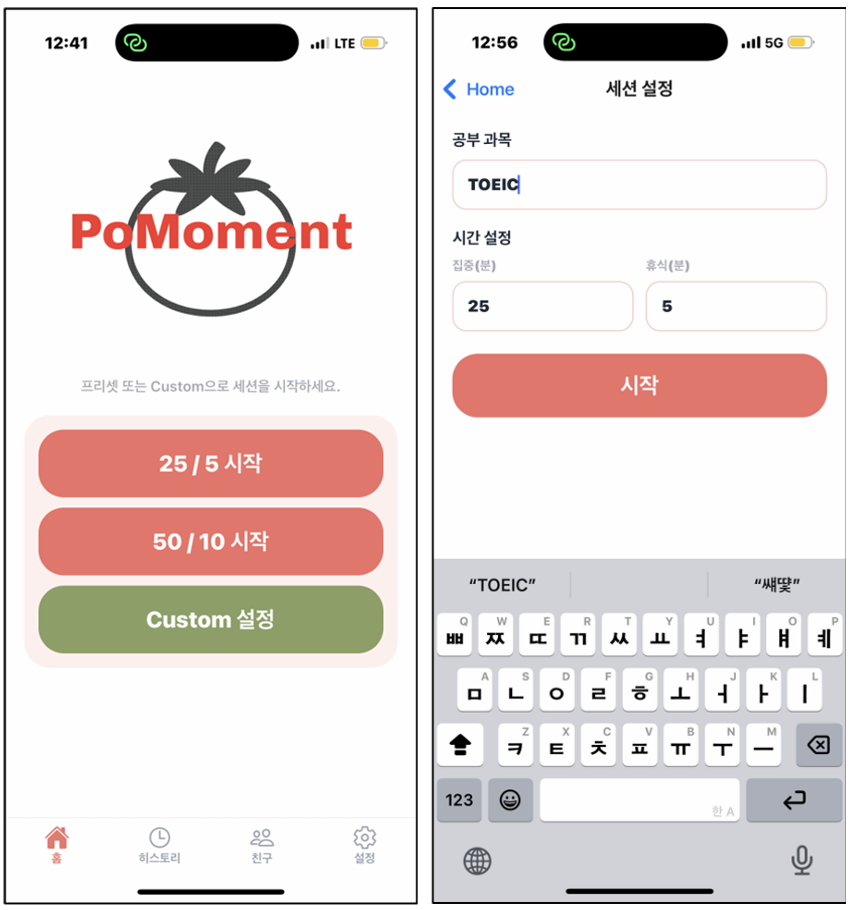 12:41
LTE
PoMoment
프리셋 또는 Custom으로 세션을 시작하세요.
25 / 5 시작
50 / 10 시작
Custom 설정
홈
히스토리
친구
설정
12:56
5G
Home
세션 설정
공부 과목
TOEIC
시간 설정
집중(분)
휴식(분)
25
5
시작
“TOEIC”
“썌땾”
Q W E R T Y U I O P
ㅃ ㅉ ㄸ ㄲ ㅆ ㅛ ㅕ ㅑ ㅒ ㅖ
A S D F G H J K L
ㅁ ㄴ ㅇ ㄹ ㅎ ㅗ ㅓ ㅏ ㅣ
Z X C V B N M
ㅋ ㅌ ㅊ ㅍ ㅠ ㅜ ㅡ
123
한 A